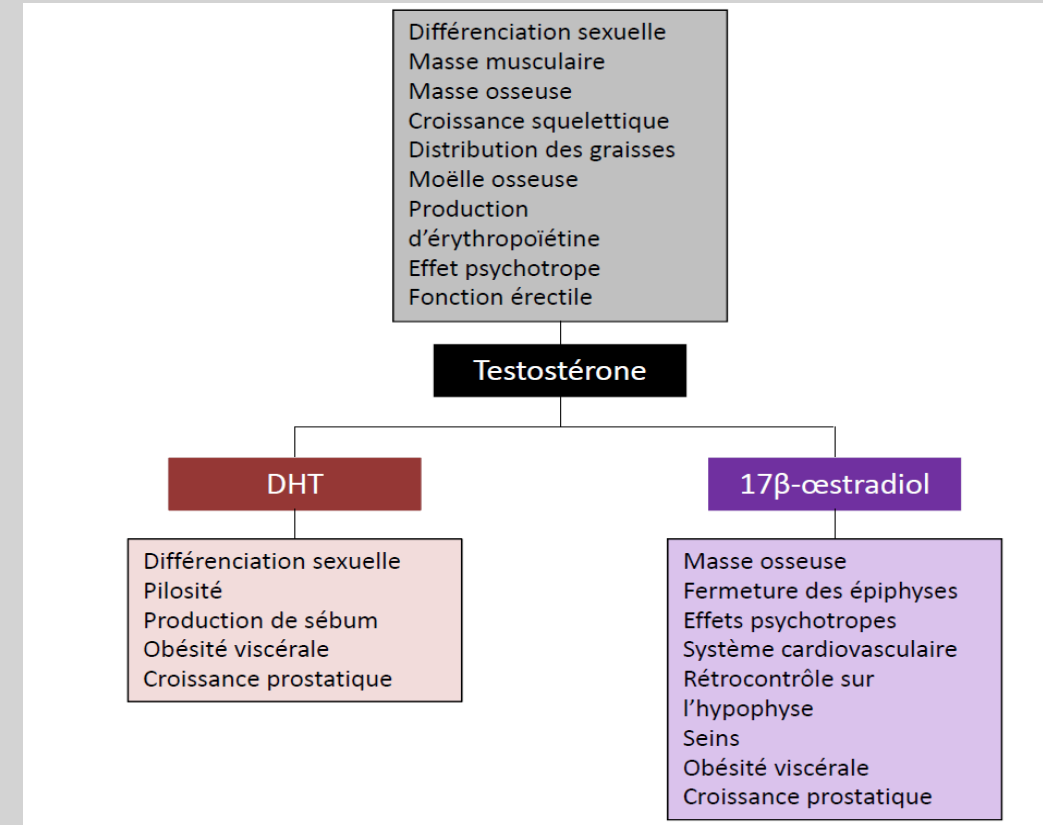 Différenciation sexuelle
Masse musculaire
Masse osseuse
Croissance squelettique
Distribution des graisses
Moëlle osseuse
Production
d'érythropoïétine
Effet psychotrope
Fonction érectile
Testostérone
DHT
17β-œstradiol
Différenciation sexuelle
Pilosité
Production de sébum
Obésité viscérale
Croissance prostatique
Masse osseuse
Fermeture des épiphyses
Effets psychotropes
Système cardiovasculaire
Rétrocontrôle sur
l'hypophyse
Seins
Obésité viscérale
Croissance prostatique